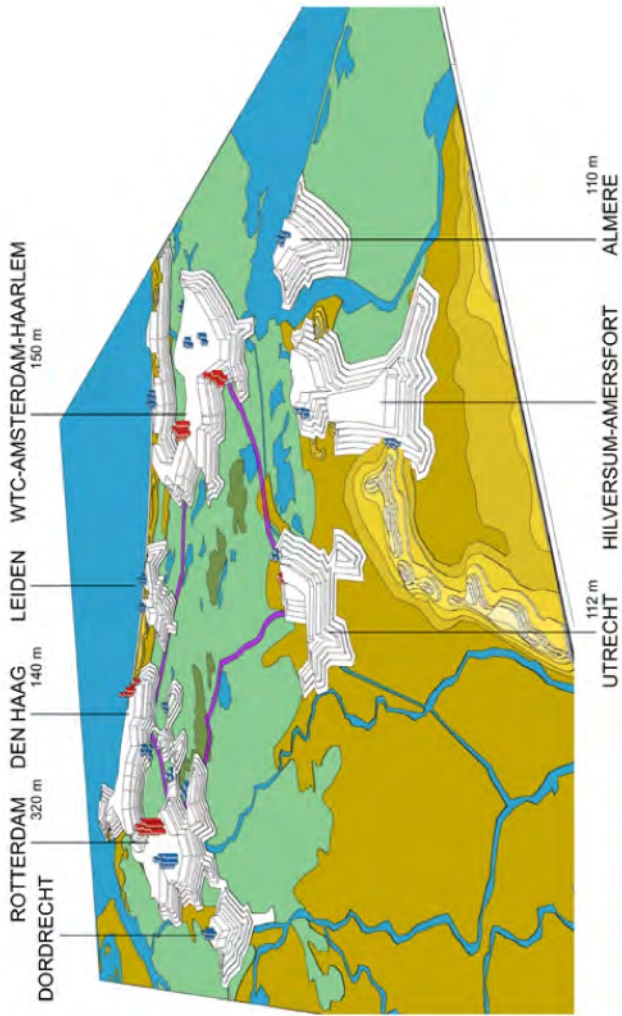 DORDRECHT
ROTTERDAM
320 m
DEN HAAG
140 m
LEIDEN
WTC-AMSTERDAM-HAARLEM
150 m
112 m
UTRECHT
HILVERSUM-AMERSFORT
110 m
ALMERE